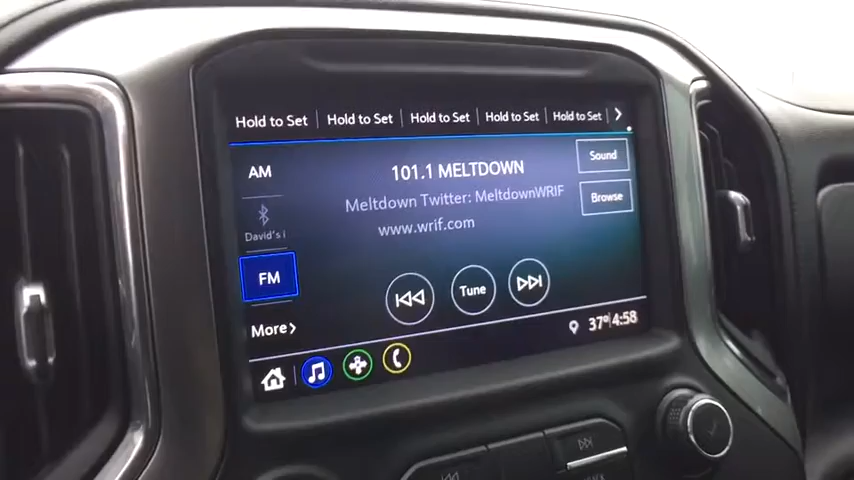 Hold to Set Hold to Set Hold to Set Hold to Set Hold to Set
AM
101.1 MELTDOWN
Sound
Meltdown Twitter: MeltdownWRIF
Browse
David's i
www.wrif.com
FM
Tune
More
37° 4:58